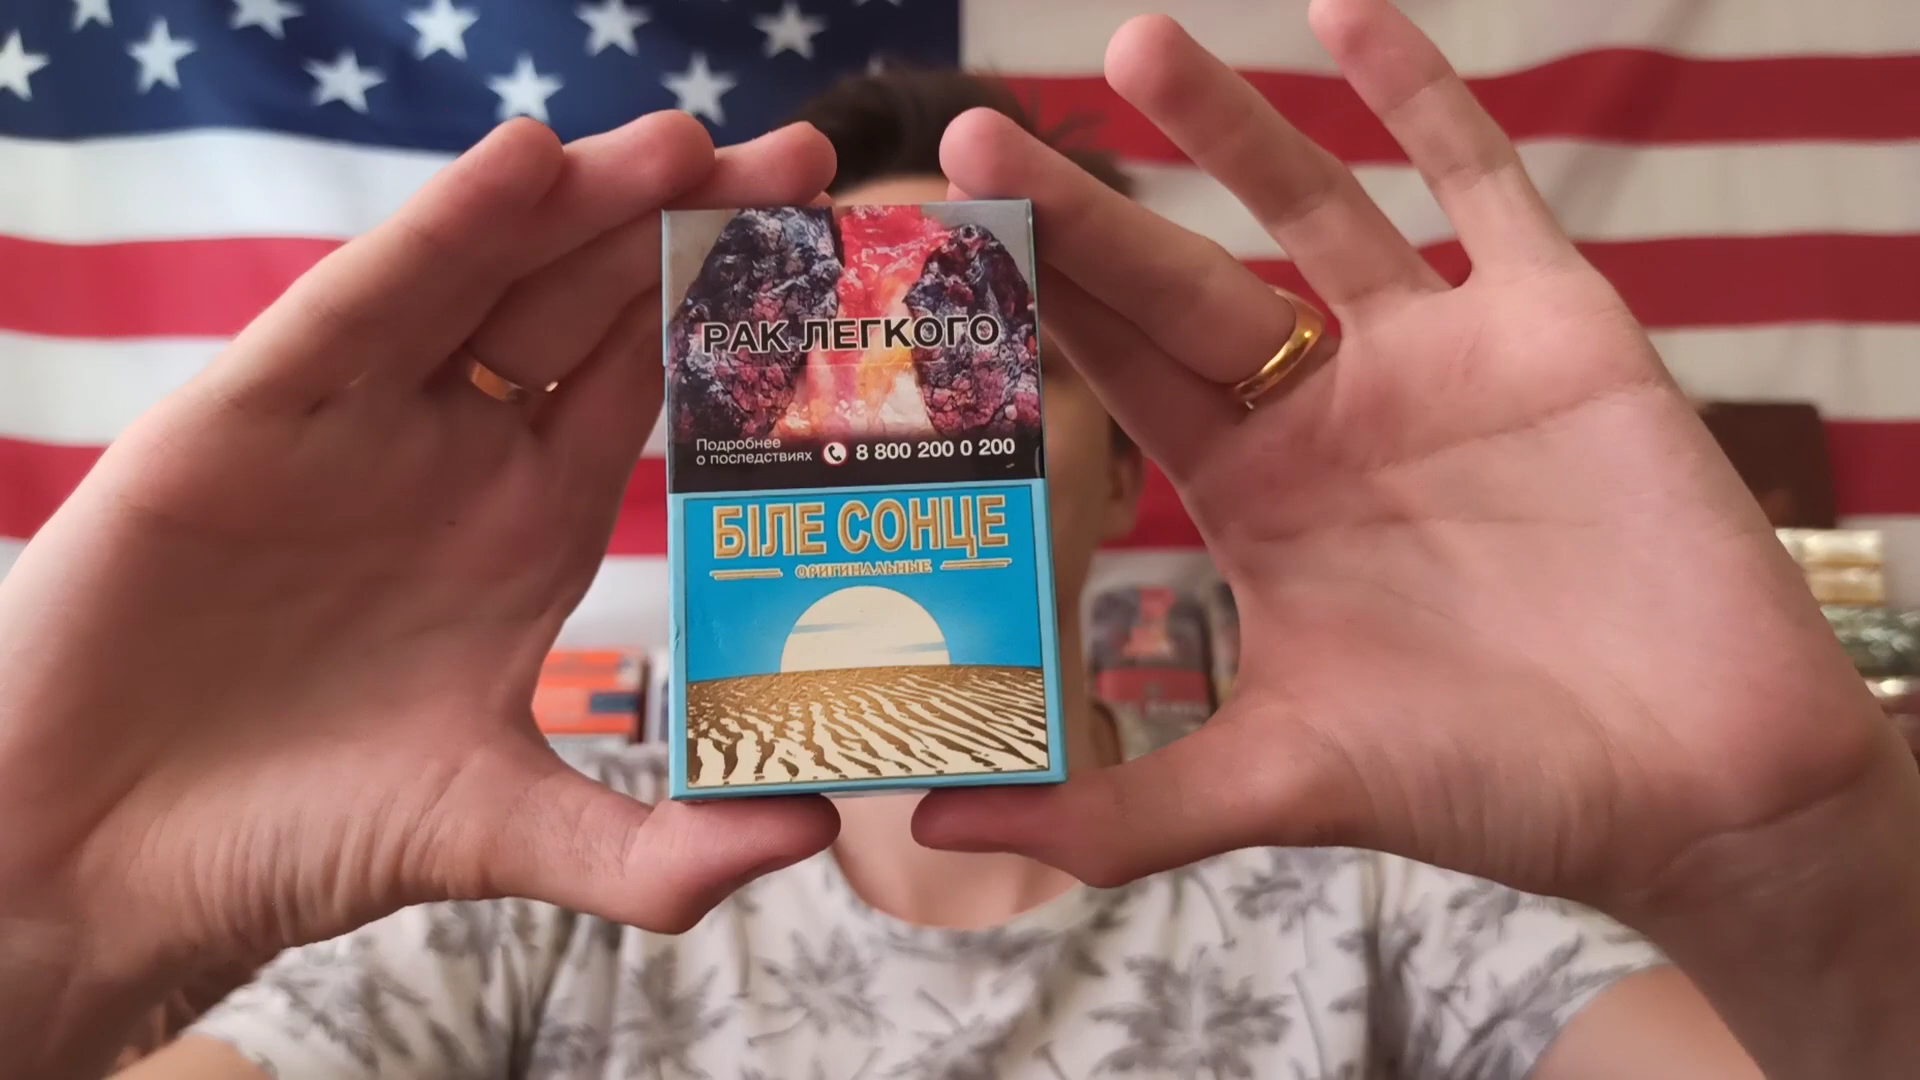 РАК ЛЕГКОГО
Подробнее
о последствиях 8 800 200 0 200
БІЛЕ СОНЦЕ
ОРИГИНАЛЬНЫЕ